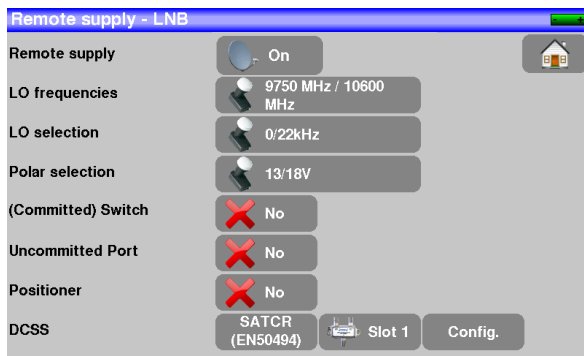 Remote supply - LNB
Remote supply On
LO frequencies 9750 MHz / 10600
MHz
LO selection 0/22kHz
Polar selection 13/18V
(Committed) Switch No
Uncommitted Port No
Positioner No
DCSS SATCR
(EN50494) Slot 1 Config.